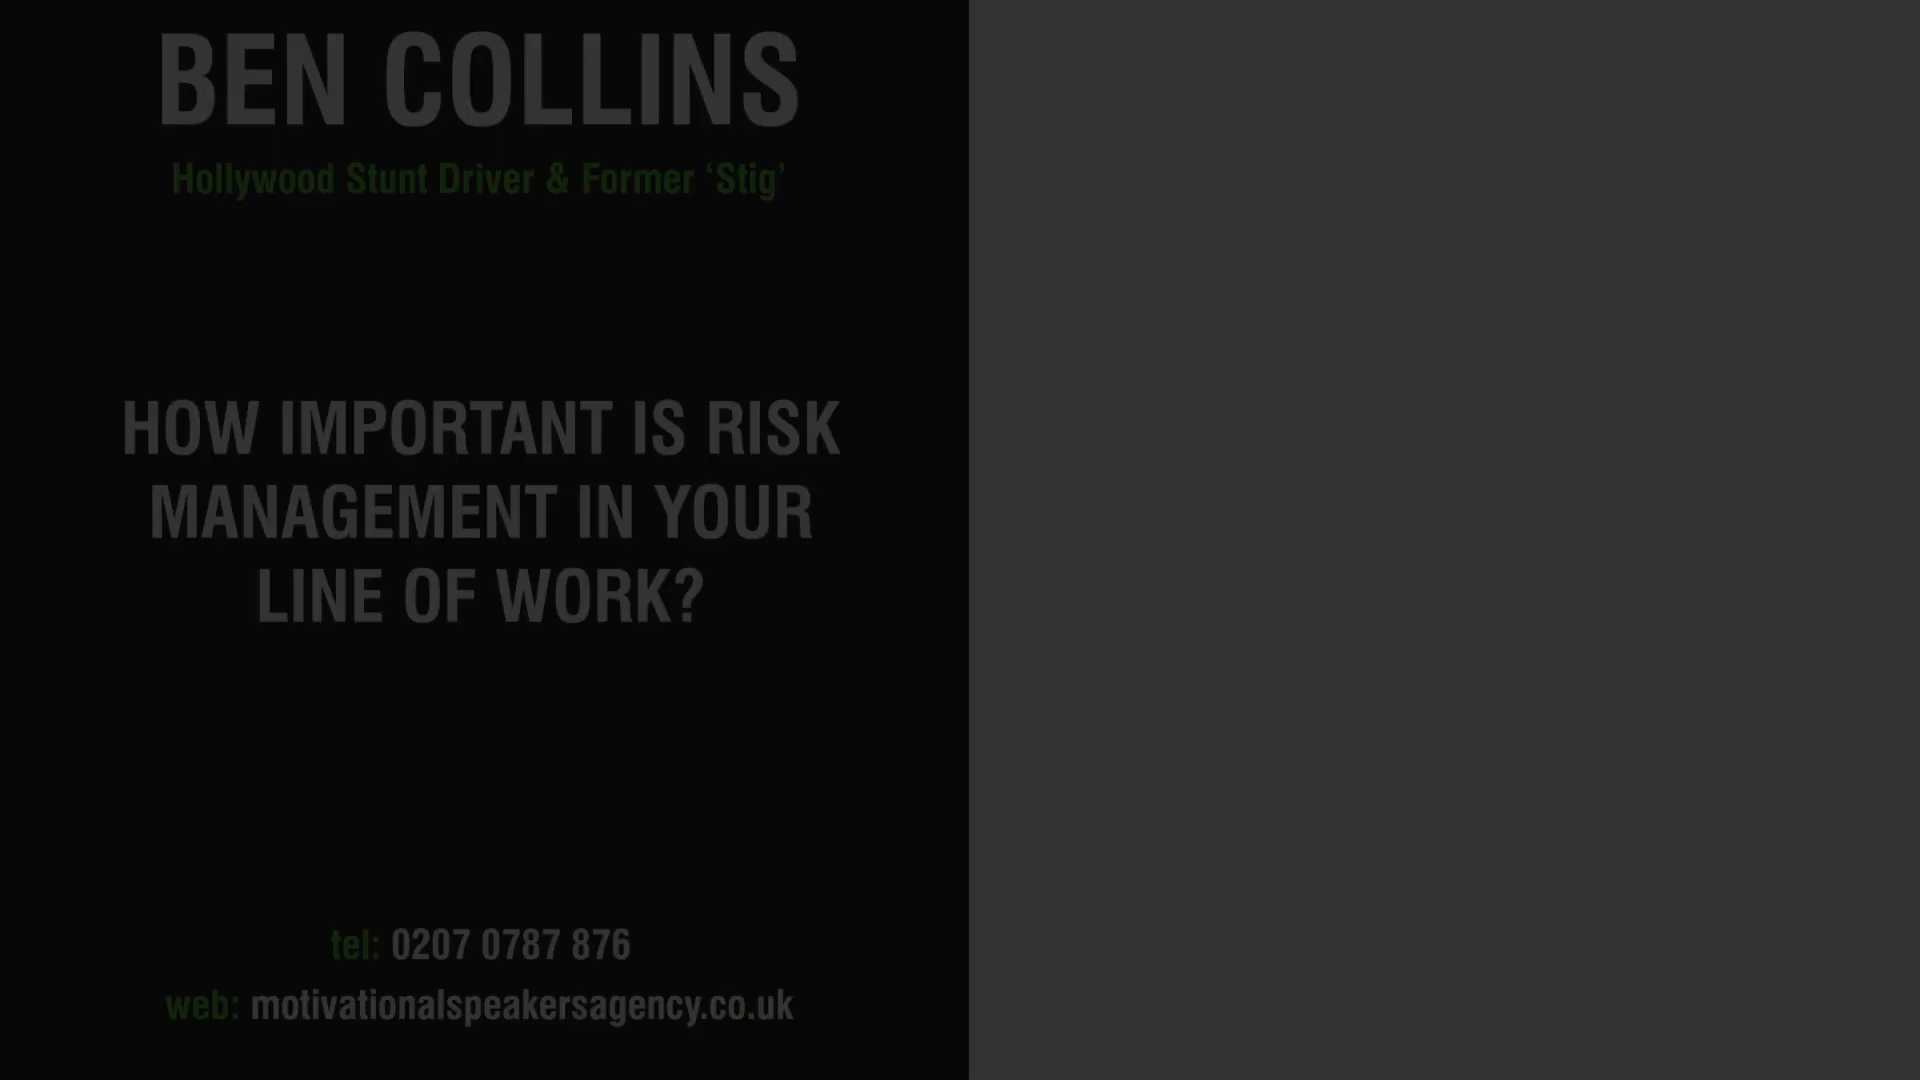 BEN COLLINS
Hollywood Stunt Driver & Former ‘Stig’
HOW IMPORTANT IS RISK
MANAGEMENT IN YOUR
LINE OF WORK?
tel: 0207 0787 876
web: motivationalspeakersagency.co.uk